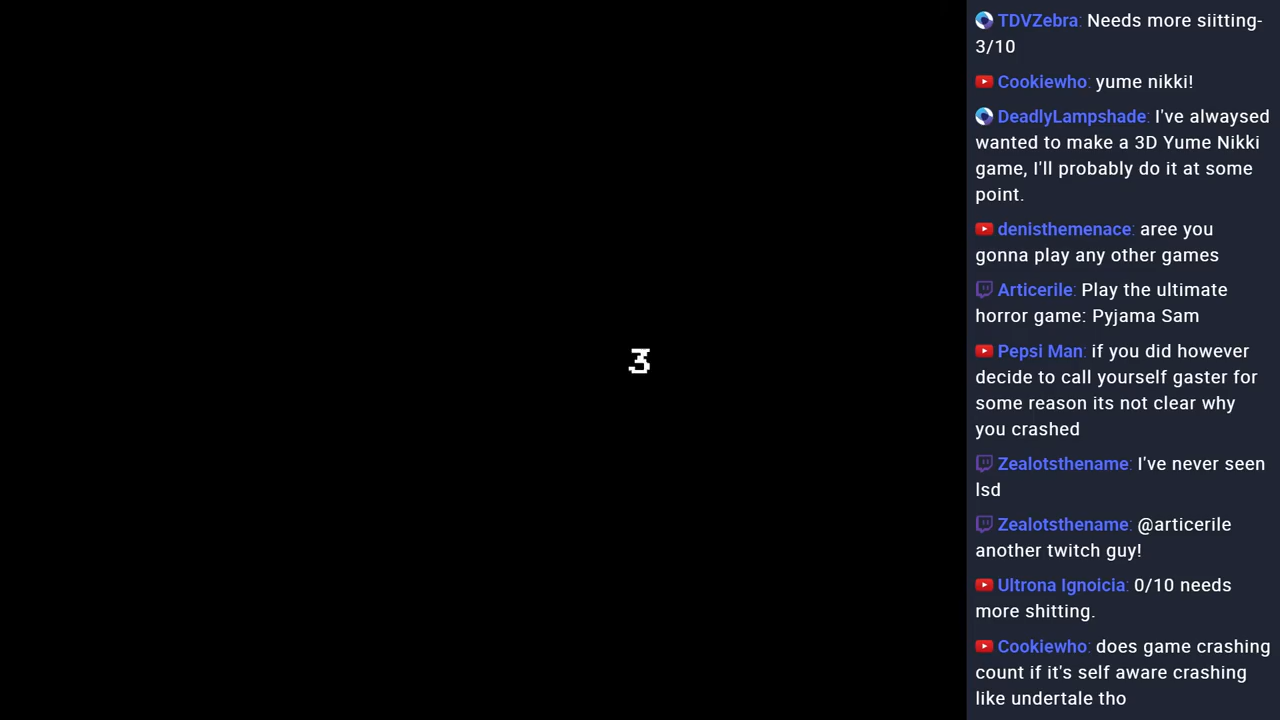 3
TDVZebra: Needs more siitting-
3/10
Cookiewho: yume nikki!
DeadlyLampshade: I've alwaysed
wanted to make a 3D Yume Nikki
game, I'll probably do it at some
point.
denisthemenace: aree you
gonna play any other games
Articerile: Play the ultimate
horror game: Pyjama Sam
Pepsi Man: if you did however
decide to call yourself gaster for
some reason its not clear why
you crashed
Zealotsthename: I've never seen
lsd
Zealotsthename: @articerile
another twitch guy!
Ultrona Ignoicia: 0/10 needs
more shitting.
Cookiewho: does game crashing
count if it's self aware crashing
like undertale tho